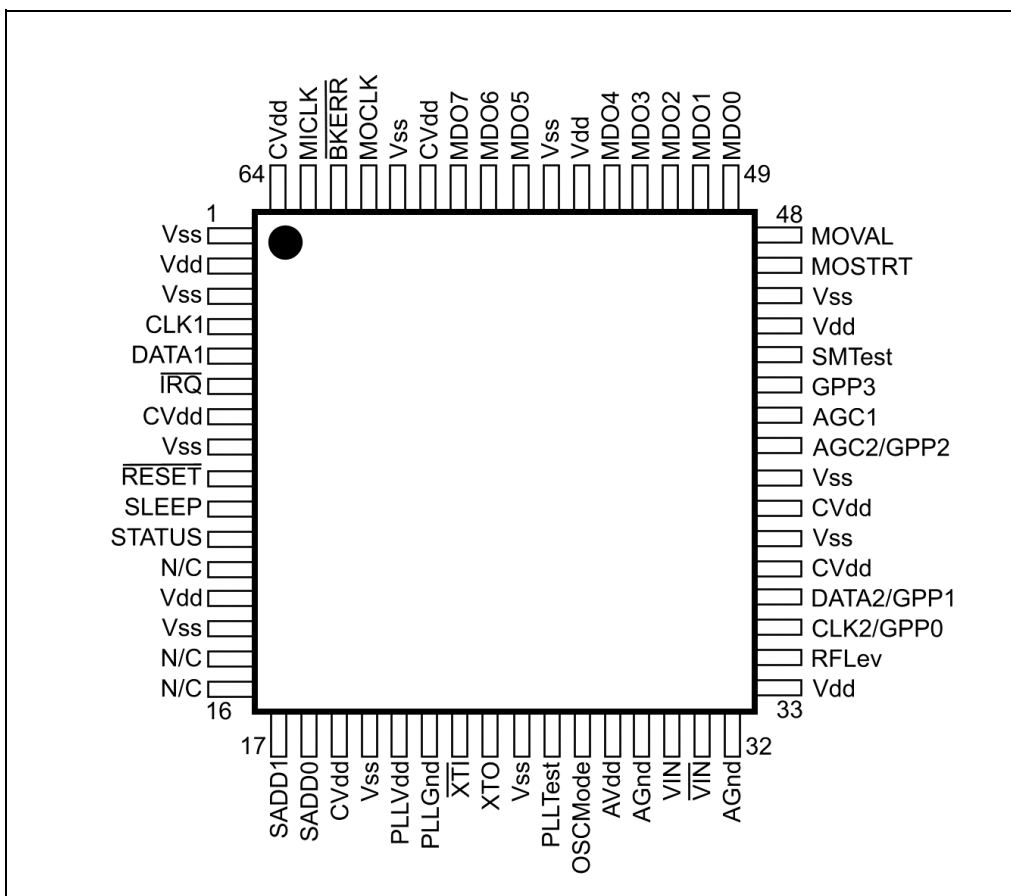 CVdd
MICLK
BKERR
MOCLK
Vss
CVdd
MDO7
MDO6
MDO5
Vss
Vdd
MDO4
MDO3
MDO2
MDO1
MDO0
64
49
1
48
Vss
Vdd
Vss
CLK1
DATA1
IRQ
CVdd
Vss
RESET
SLEEP
STATUS
N/C
Vdd
Vss
N/C
N/C
MOVAL
MOSTRT
Vss
Vdd
SMTest
GPP3
AGC1
AGC2/GPP2
Vss
CVdd
Vss
CVdd
DATA2/GPP1
CLK2/GPP0
RFLev
Vdd
16
33
17
32
SADD1
SADD0
CVdd
Vss
PLLVdd
PLLGnd
XTI
XTO
Vss
PLLTest
OSCMode
AVdd
AGnd
VIN
VIN
AGnd